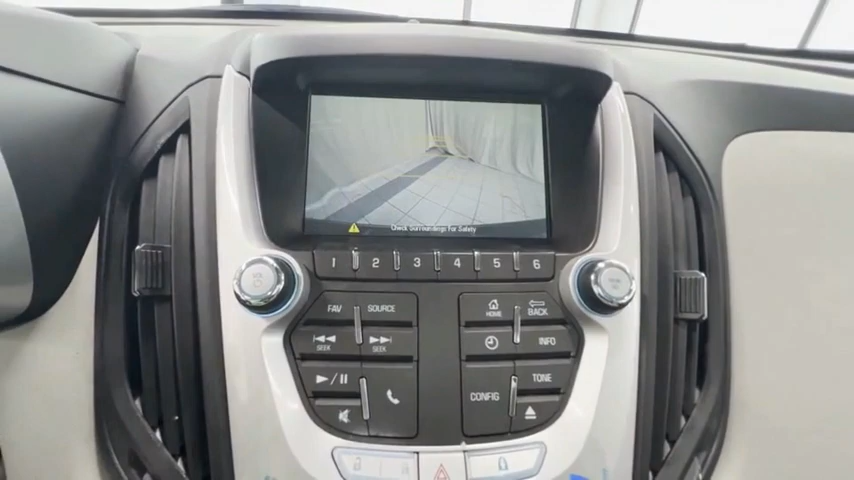 Check Surroundings for Safety
1 2 3 4 5 6
FAV SOURCE HOME BACK
SEEK SEEK INFO
CONFIG TONE